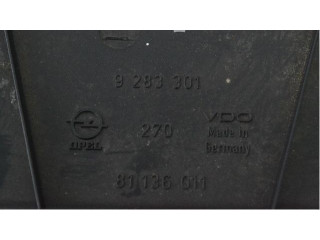 9 283 301
OPEL 270 VDO
Made in
Germany
81 136 011